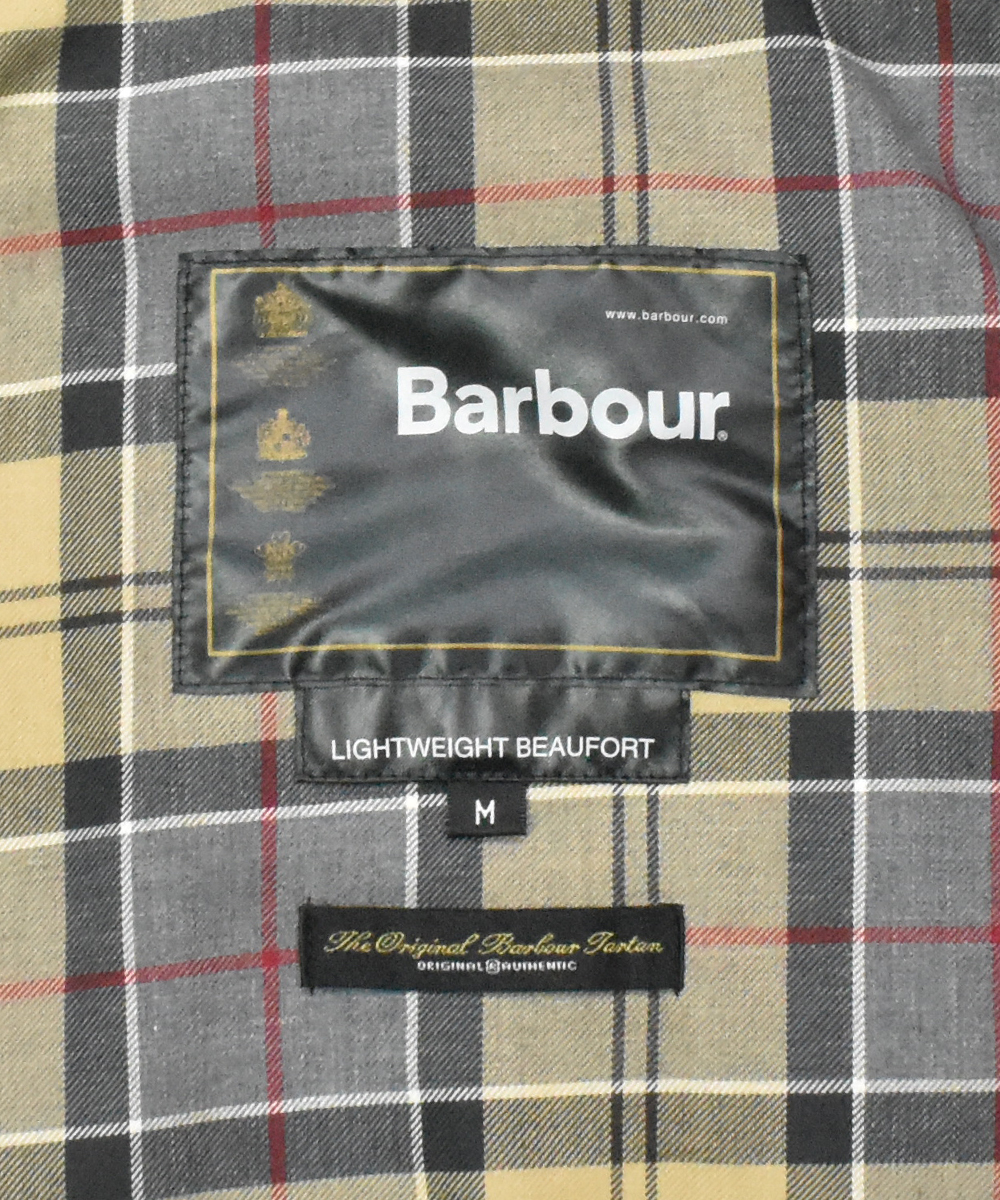 www.barbour.com
Barbour®
LIGHTWEIGHT BEAUFORT
M
The Original Barbour Tartan
ORIGINAL & AUTHENTIC